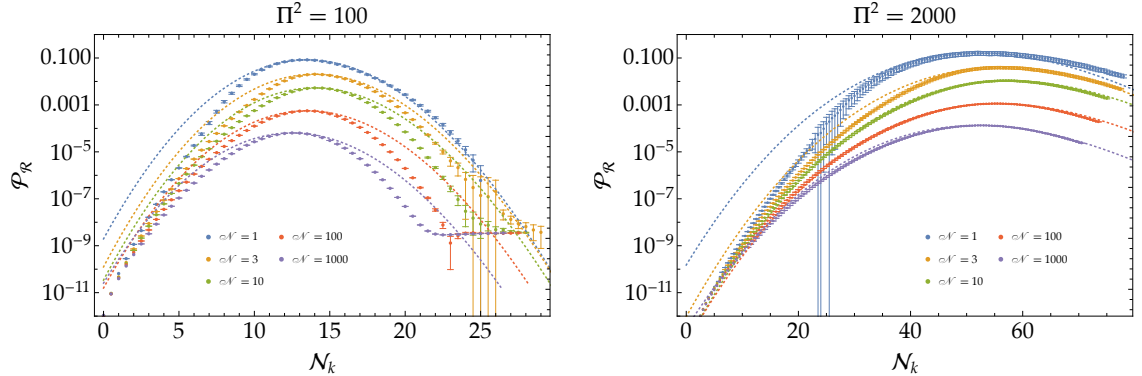 Π² = 100
𝒫_ℛ
0.100
0.001
10⁻⁵
10⁻⁷
10⁻⁹
10⁻¹¹
𝒩 = 1
𝒩 = 100
𝒩 = 3
𝒩 = 1000
𝒩 = 10
0 5 10 15 20 25
𝒩_k
Π² = 2000
𝒫_ℛ
0.100
0.001
10⁻⁵
10⁻⁷
10⁻⁹
10⁻¹¹
𝒩 = 1
𝒩 = 100
𝒩 = 3
𝒩 = 1000
𝒩 = 10
0 20 40 60
𝒩_k